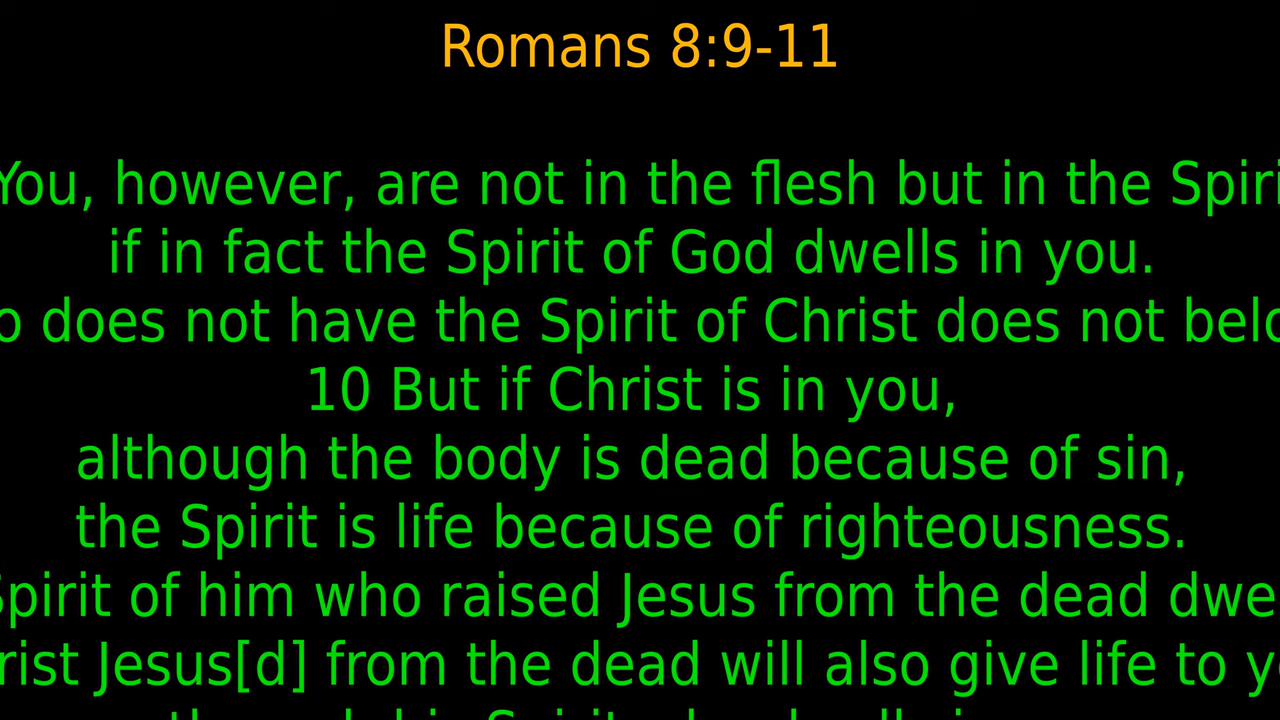 Romans 8:9-11
You, however, are not in the flesh but in the Spiri
if in fact the Spirit of God dwells in you.
o does not have the Spirit of Christ does not belo
10 But if Christ is in you,
although the body is dead because of sin,
the Spirit is life because of righteousness.
Spirit of him who raised Jesus from the dead dwe
rist Jesus[d] from the dead will also give life to yo